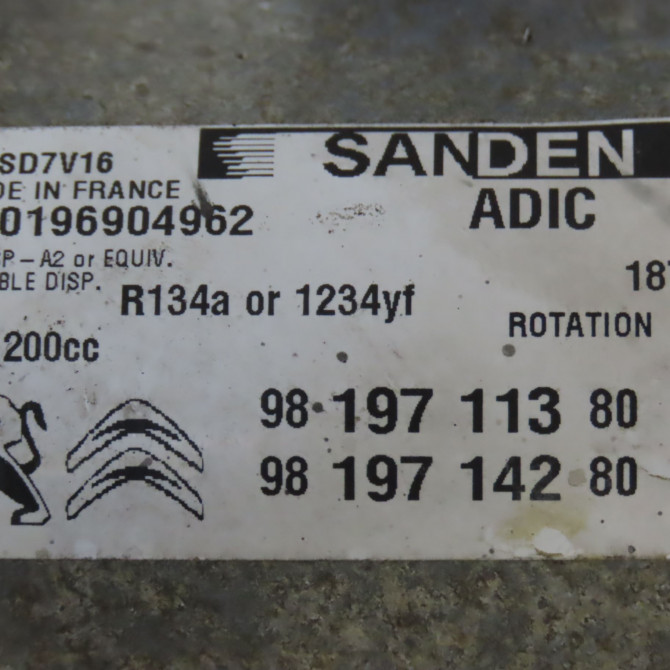 SANDEN
SD7V16
DE IN FRANCE
ADIC
0196904962
P-A2 or EQUIV.
BLE DISP.
187
R134a or 1234yf
ROTATION
200cc
98 197 113 80
98 197 142 80